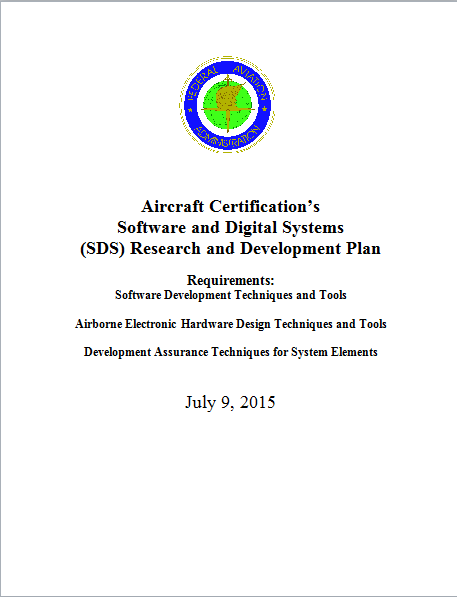 FEDERAL AVIATION
ADMINISTRATION
Aircraft Certification's
Software and Digital Systems
(SDS) Research and Development Plan
Requirements:
Software Development Techniques and Tools
Airborne Electronic Hardware Design Techniques and Tools
Development Assurance Techniques for System Elements
July 9, 2015